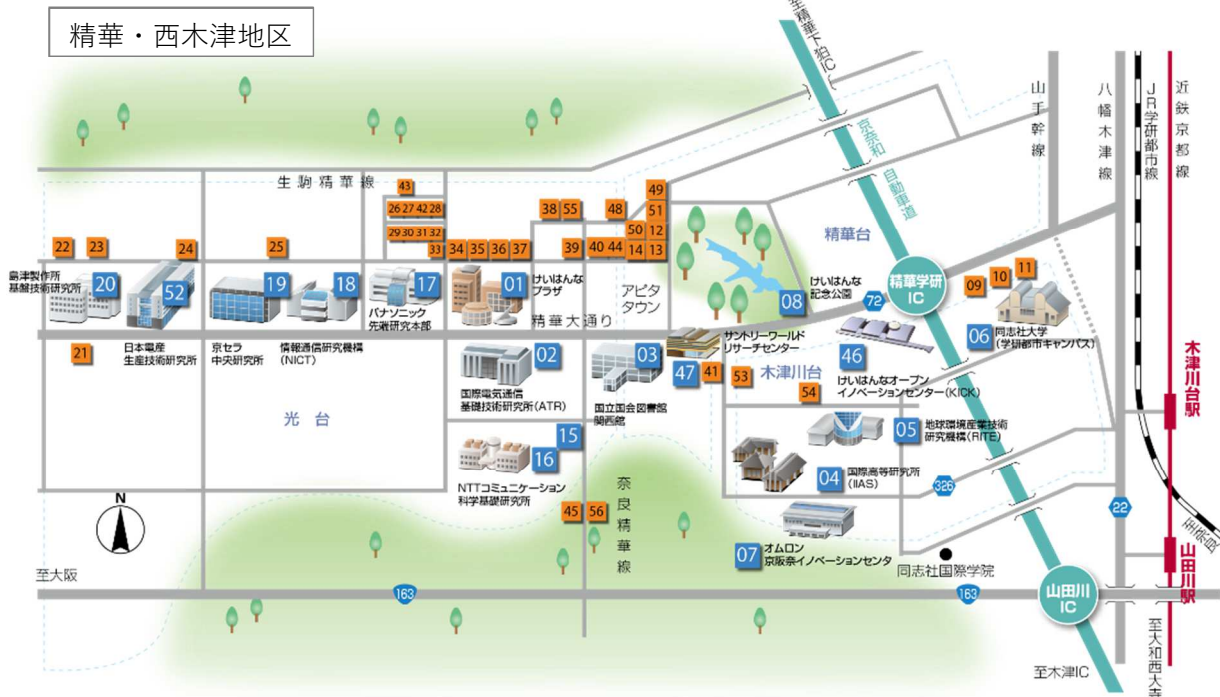 精華・西木津地区
至精華下狛IC
京奈和
自動車道
山手幹線
八幡木津線
JR学研都市線
近鉄京都線
生駒精華線
43
26 27 42 28
29 30 31 32
33
34 35 36 37
38 55
39
48
40 44
49
51
50 12
14 13
22
23
24
25
島津製作所
基盤技術研究所
20
52
19
18
17
パナソニック
先端研究本部
01
けいはんな
プラザ
アピタ
タウン
精華大通り
08
けいはんな
記念公園
精華台
72
精華学研
IC
09
10
11
06
同志社大学
(学研都市キャンパス)
21
日本電産
生産技術研究所
京セラ
中央研究所
情報通信研究機構
(NICT)
02
国際電気通信
基礎技術研究所(ATR)
03
国立国会図書館
関西館
サントリーワールド
リサーチセンター
47
41
53
木津川台
54
46
けいはんなオープン
イノベーションセンター(KICK)
木津川台駅
光台
15
16
NTTコミュニケーション
科学基礎研究所
05
地球環境産業技術
研究機構(RITE)
04
国際高等研究所
(IIAS)
326
22
45
56
奈良精華線
07
オムロン
京阪奈イノベーションセンタ
同志社国際学院
至奈良
山田川駅
N
至大阪
163
163
山田川
IC
至木津IC
至大和西大寺